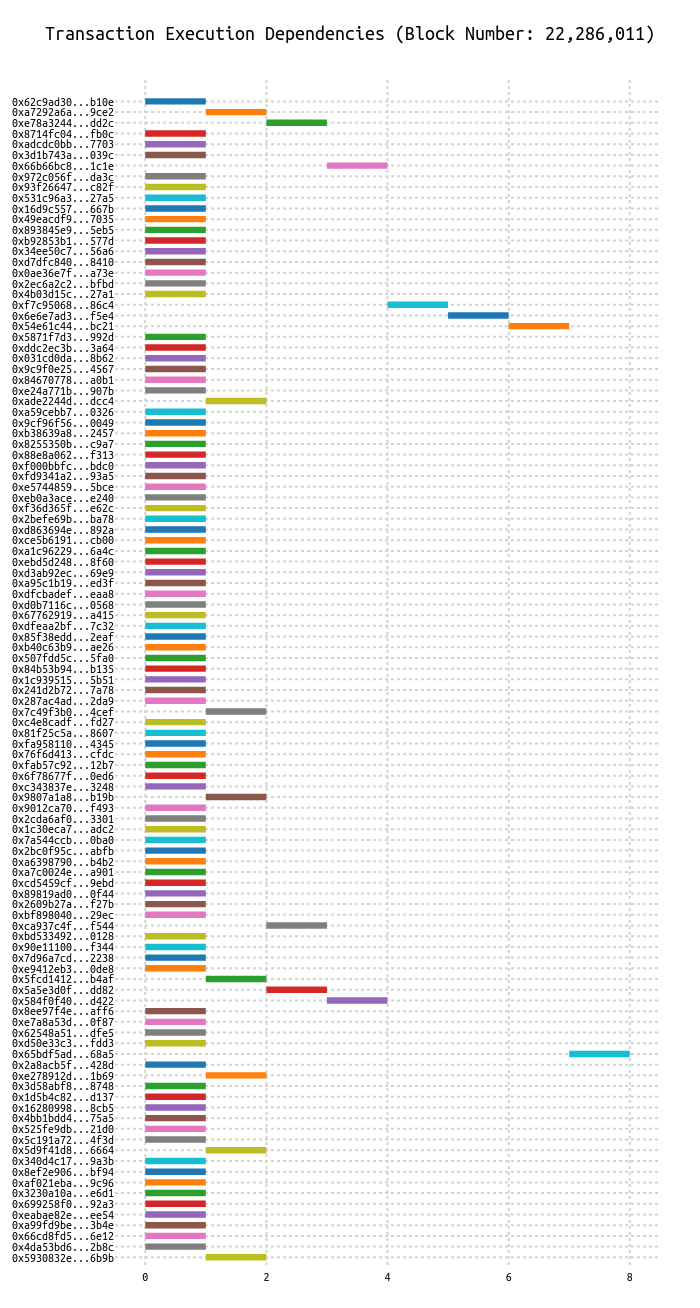 Transaction Execution Dependencies (Block Number: 22,286,011)
0x62c9ad30...b10e
0xa7292a6a...9ce2
0xe78a3244...dd2c
0x8714fc04...fb0c
0xadcdc0bb...7703
0x3d1b743a...039c
0x66b66bc8...1c1e
0x972c056f...da3c
0x93f26647...c82f
0x531c96a3...27a5
0x16d9c557...667b
0x49eacdf9...7035
0x893845e9...5eb5
0xb92853b1...577d
0x34ee50c7...56a6
0xd7dfc840...8410
0x0ae36e7f...a73e
0x2ec6a2c2...bfbd
0x4b03d15c...27a1
0xf7c95068...86c4
0x6e6e7ad3...f5e4
0x54e61c44...bc21
0x5871f7d3...992d
0xddc2ec3b...3a64
0x031cd0da...8b62
0x9c9f0e25...4567
0x84670778...a0b1
0xe24a771b...907b
0xade2244d...dcc4
0xa59cebb7...0326
0x9cf96f56...0049
0xb38639a8...2457
0x8255350b...c9a7
0x88e8a062...f313
0xf000bbfc...bdc0
0xfd9341a2...93a5
0xe5744859...5bce
0xeb0a3ace...e240
0xf36d365f...e62c
0x2befe69b...ba78
0xd863694e...892a
0xce5b6191...cb00
0xa1c96229...6a4c
0xebd5d248...8f60
0xd3ab92ec...69e9
0xa95c1b19...ed3f
0xdfcbadef...eaa8
0xd0b7116c...0568
0x67762919...a415
0xdfeaa2bf...7c32
0x85f38edd...2eaf
0xb40c63b9...ae26
0x507fdd5c...5fa0
0x84b53b94...b135
0x1c939515...5b51
0x241d2b72...7a78
0x287ac4ad...2da9
0x7c49f3b0...4cef
0xc4e8cadf...fd27
0x81f25c5a...8607
0xfa958110...4345
0x76f6d413...cfdc
0xfab57c92...12b7
0x6f78677f...0ed6
0xc343837e...3248
0x9807a1a8...b19b
0x9012ca70...f493
0x2cda6af0...3301
0x1c30eca7...adc2
0x7a544ccb...0ba0
0x2bc0f95c...abfb
0xa6398790...b4b2
0xa7c0024e...a901
0xcd5459cf...9ebd
0x89819ad0...0f44
0x2609b27a...f27b
0xbf898040...29ec
0xca937c4f...f544
0xbd533492...0128
0x90e11100...f344
0x7d96a7cd...2238
0xe9412eb3...0de8
0x5fcd1412...b4af
0x5a5e3d0f...dd82
0x584f0f40...d422
0x8ee97f4e...aff6
0xe7a8a53d...0f87
0x62548a51...dfe5
0xd50e33c3...fdd3
0x65bdf5ad...68a5
0x2a8acb5f...428d
0xe278912d...1b69
0x3d58abf8...8748
0x1d5b4c82...d137
0x16280998...8cb5
0x4bb1bdd4...75a5
0x525fe9db...21d0
0x5c191a72...4f3d
0x5d9f41d8...6664
0x340d4c17...9a3b
0x8ef2e906...bf94
0xaf021eba...9c96
0x3230a10a...e6d1
0x699258f0...92a3
0xeabae82e...ee54
0xa99fd9be...3b4e
0x66cd8fd5...6e12
0x4da53bd6...2b8c
0x5930832e...6b9b
0 2 4 6 8